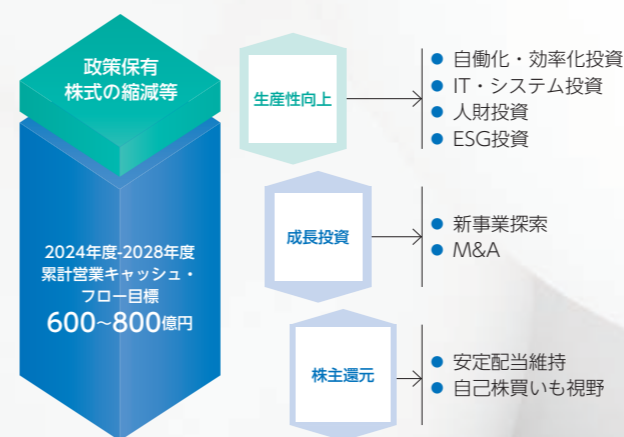 政策保有
株式の縮減等
2024年度-2028年度
累計営業キャッシュ・
フロー目標
600～800億円
生産性向上
自働化・効率化投資
IT・システム投資
人財投資
ESG投資
成長投資
新事業探索
M&A
株主還元
安定配当維持
自己株買いも視野